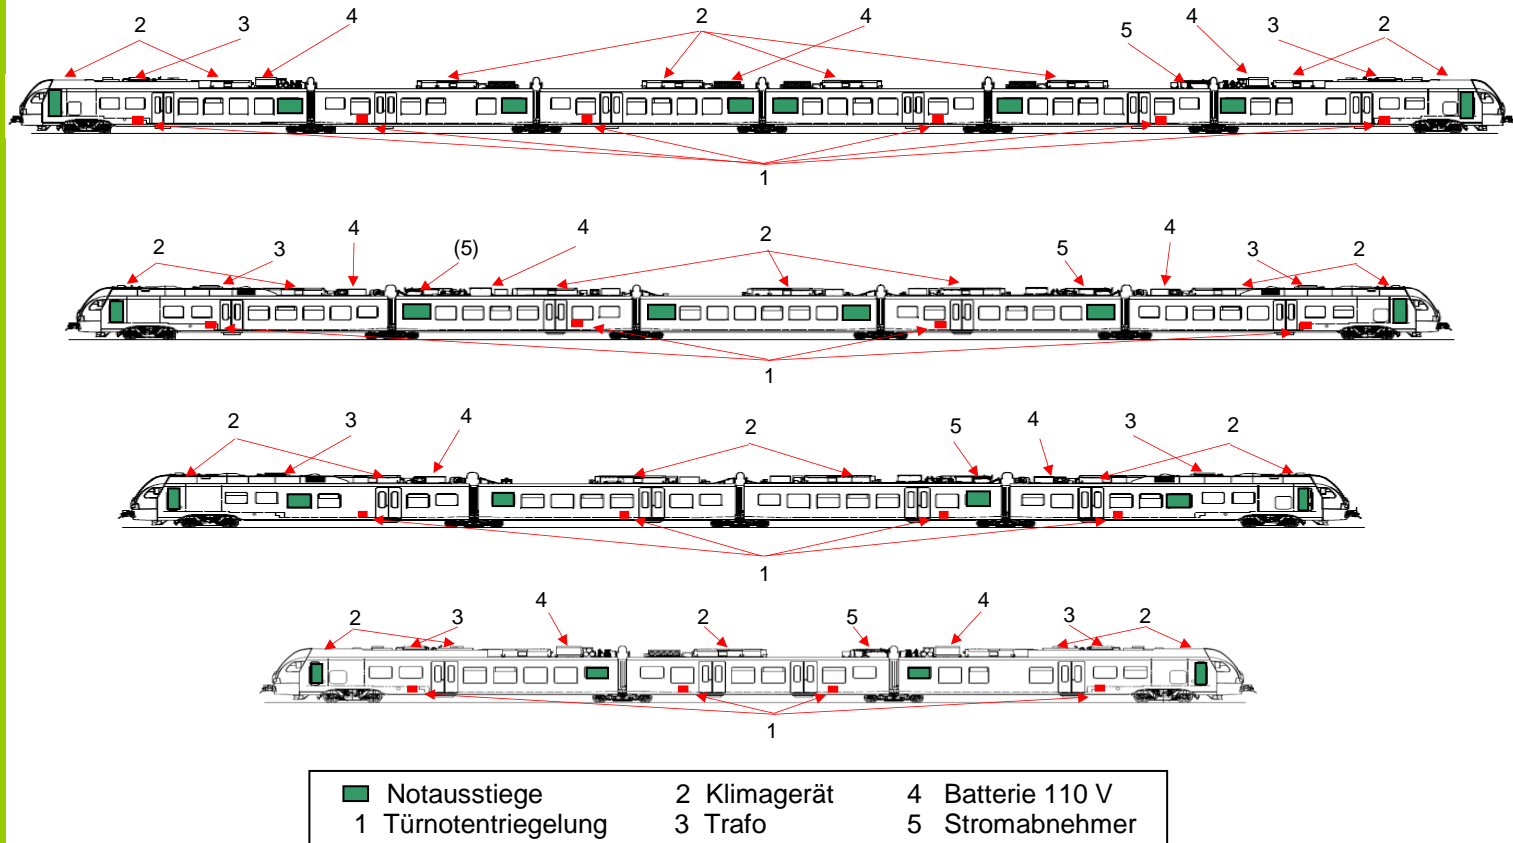 2 3 4 2 4 5 4 3 2
1
2 3 4 (5) 4 2 5 4 3 2
1
2 3 4 2 5 4 3 2
1
2 3 4 2 5 4 3 2
1
Notausstiege 2 Klimagerät 4 Batterie 110 V
1 Türnotentriegelung 3 Trafo 5 Stromabnehmer